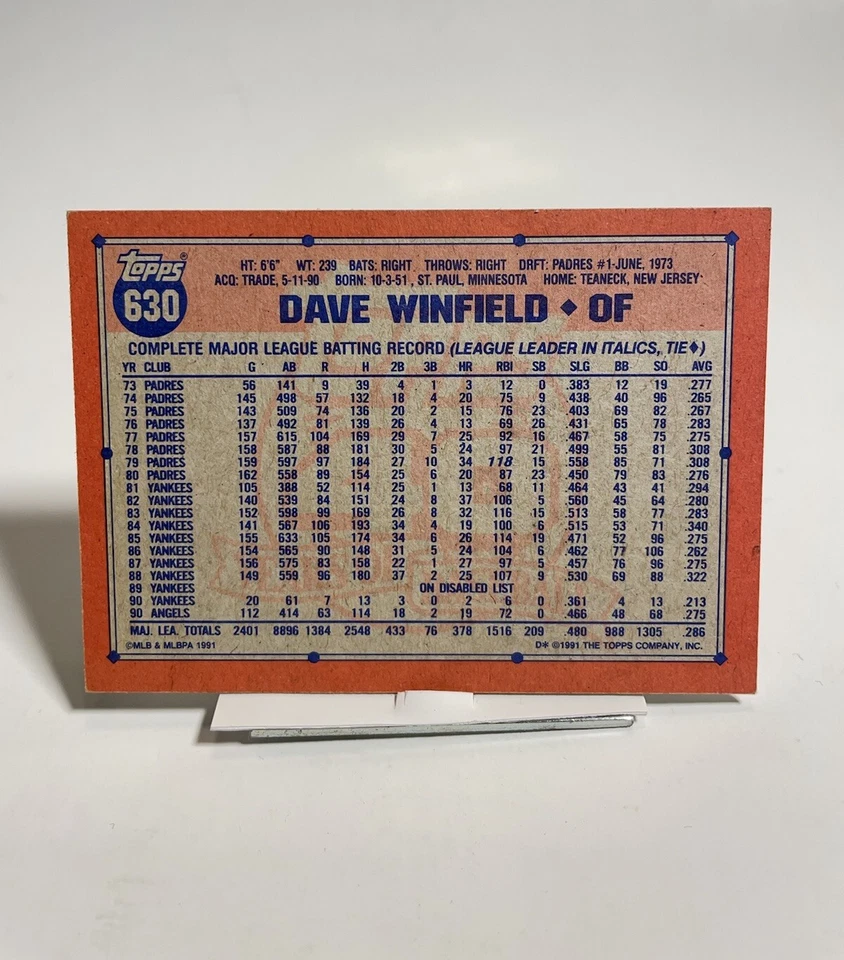 Topps®
630
HT: 6'6" WT: 239 BATS: RIGHT THROWS: RIGHT DRFT: PADRES #1-JUNE, 1973
ACQ: TRADE, 5-11-90 BORN: 10-3-51, ST. PAUL, MINNESOTA HOME: TEANECK, NEW JERSEY
DAVE WINFIELD ◆ OF
COMPLETE MAJOR LEAGUE BATTING RECORD (LEAGUE LEADER IN ITALICS, TIE◆)
YR CLUB G AB R H 2B 3B HR RBI SB SLG BB SO AVG
73 PADRES 56 141 9 39 4 1 3 12 0 .383 12 19 .277
74 PADRES 145 498 57 132 18 4 20 75 9 .438 40 96 .265
75 PADRES 143 509 74 136 20 2 15 76 23 .403 69 82 .267
76 PADRES 137 492 81 139 26 4 13 69 26 .431 65 78 .283
77 PADRES 157 615 104 169 29 7 25 92 16 .467 58 75 .275
78 PADRES 158 587 88 181 30 5 24 97 21 .499 55 81 .308
79 PADRES 159 597 97 184 27 10 34 118 15 .558 85 71 .308
80 PADRES 162 558 89 154 25 6 20 87 23 .450 79 83 .276
81 YANKEES 105 388 52 114 25 1 13 68 11 .464 43 41 .294
82 YANKEES 140 539 84 151 24 8 37 106 5 .560 45 64 .280
83 YANKEES 152 598 99 169 26 8 32 116 15 .513 58 77 .283
84 YANKEES 141 567 106 193 34 4 19 100 6 .515 53 71 .340
85 YANKEES 155 633 105 174 34 6 26 114 19 .471 52 96 .275
86 YANKEES 154 565 90 148 31 5 24 104 6 .462 77 106 .262
87 YANKEES 156 575 83 158 22 1 27 97 5 .457 76 96 .275
88 YANKEES 149 559 96 180 37 2 25 107 9 .530 69 88 .322
89 YANKEES ON DISABLED LIST
90 YANKEES 20 61 7 13 3 0 2 6 0 .361 4 13 .213
90 ANGELS 112 414 63 114 18 2 19 72 0 .466 48 68 .275
MAJ. LEA. TOTALS 2401 8896 1384 2548 433 76 378 1516 209 .480 988 1305 .286
©MLB & MLBPA 1991 D* ©1991 THE TOPPS COMPANY, INC.